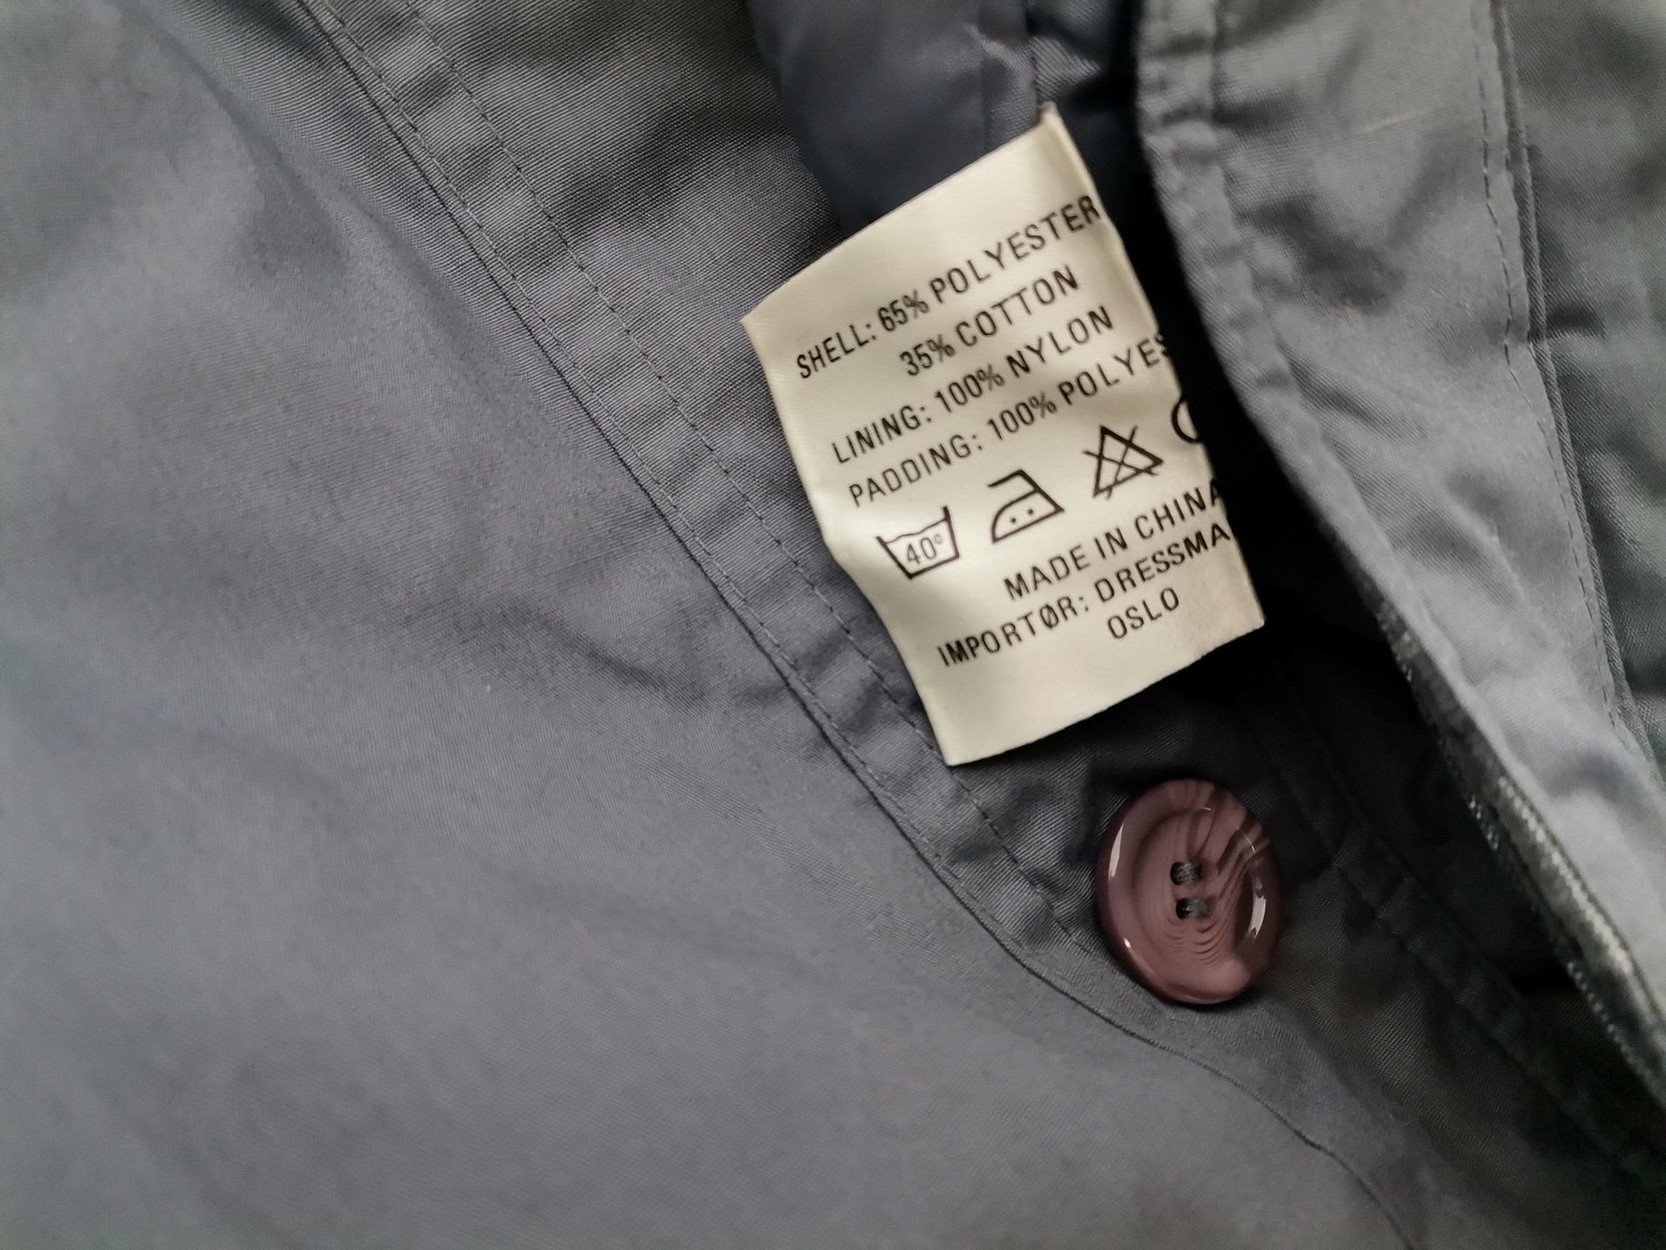 SHELL: 65% POLYESTER
35% COTTON
LINING: 100% NYLON
PADDING: 100% POLYES
40°
MADE IN CHINA
IMPORTØR: DRESSMA
OSLO